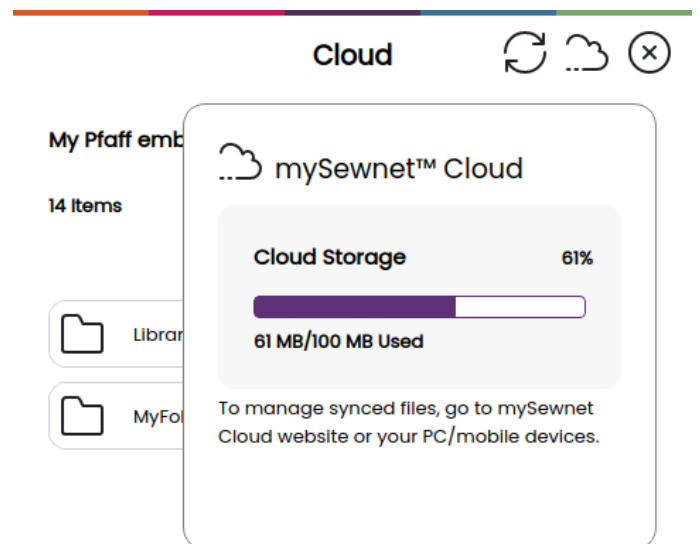 Cloud
My Pfaff emb
mySewnet™ Cloud
14 Items
Cloud Storage 61%
61 MB/100 MB Used
Librar
MyFol
To manage synced files, go to mySewnet
Cloud website or your PC/mobile devices.